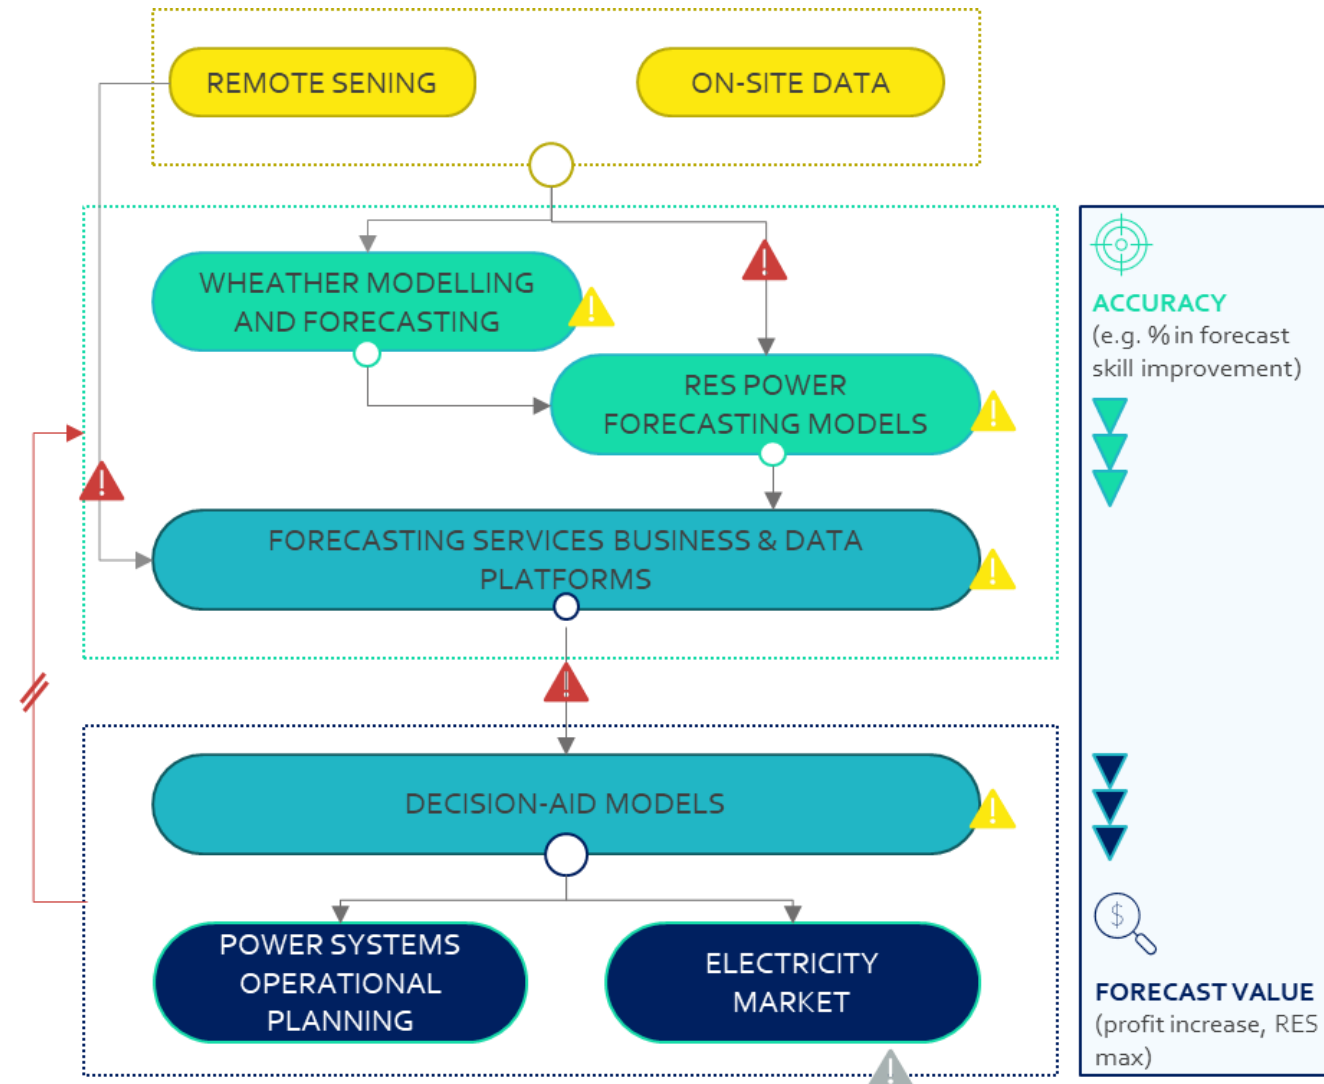 REMOTE SENING
ON-SITE DATA
WHEATHER MODELLING
AND FORECASTING
RES POWER
FORECASTING MODELS
FORECASTING SERVICES BUSINESS & DATA
PLATFORMS
DECISION-AID MODELS
POWER SYSTEMS
OPERATIONAL
PLANNING
ELECTRICITY
MARKET
ACCURACY
(e.g. % in forecast
skill improvement)
$
FORECAST VALUE
(profit increase, RES
max)